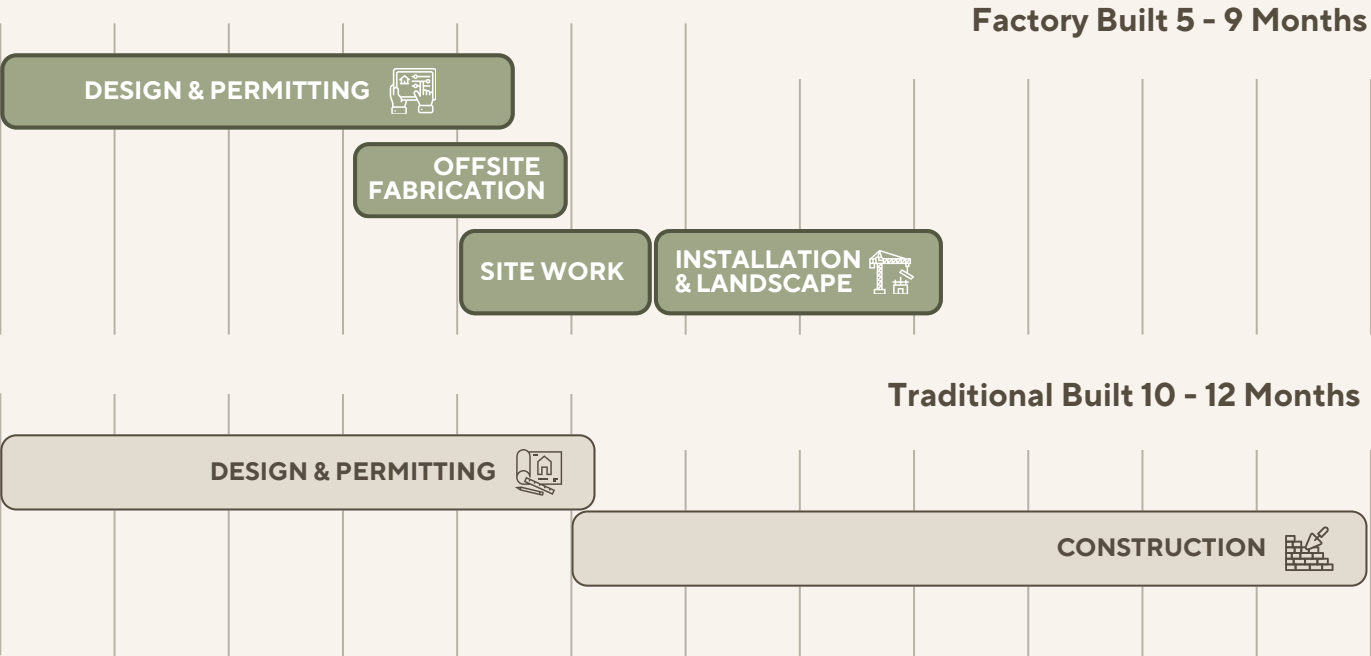 Factory Built 5 - 9 Months
DESIGN & PERMITTING
OFFSITE
FABRICATION
SITE WORK
INSTALLATION
& LANDSCAPE
Traditional Built 10 - 12 Months
DESIGN & PERMITTING
CONSTRUCTION